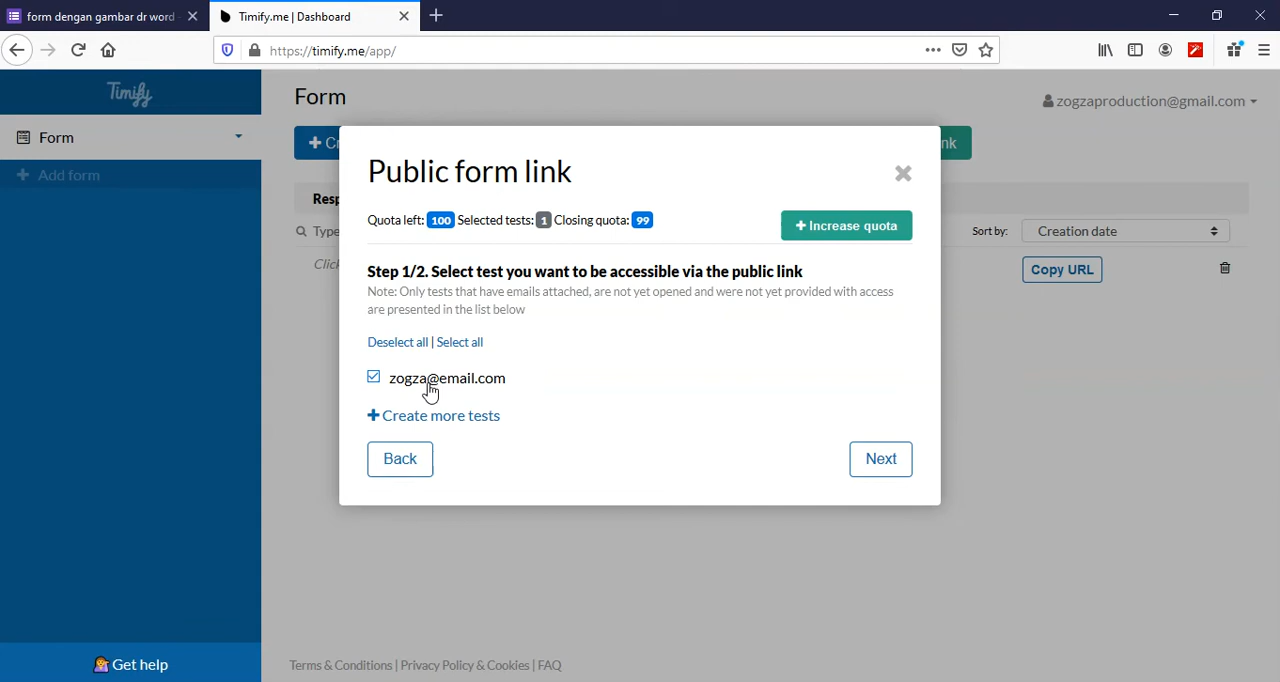 form dengan gambar dr word
Timify.me | Dashboard
https://timify.me/app/
Timify
Form
zogzaproduction@gmail.com
Form
Add form
Public form link
Quota left: 100 Selected tests: 1 Closing quota: 99
Increase quota
Sort by: Creation date
Step 1/2. Select test you want to be accessible via the public link
Note: Only tests that have emails attached, are not yet opened and were not yet provided with access
are presented in the list below
Copy URL
Deselect all | Select all
zogza@email.com
Create more tests
Back
Next
Get help
Terms & Conditions | Privacy Policy & Cookies | FAQ